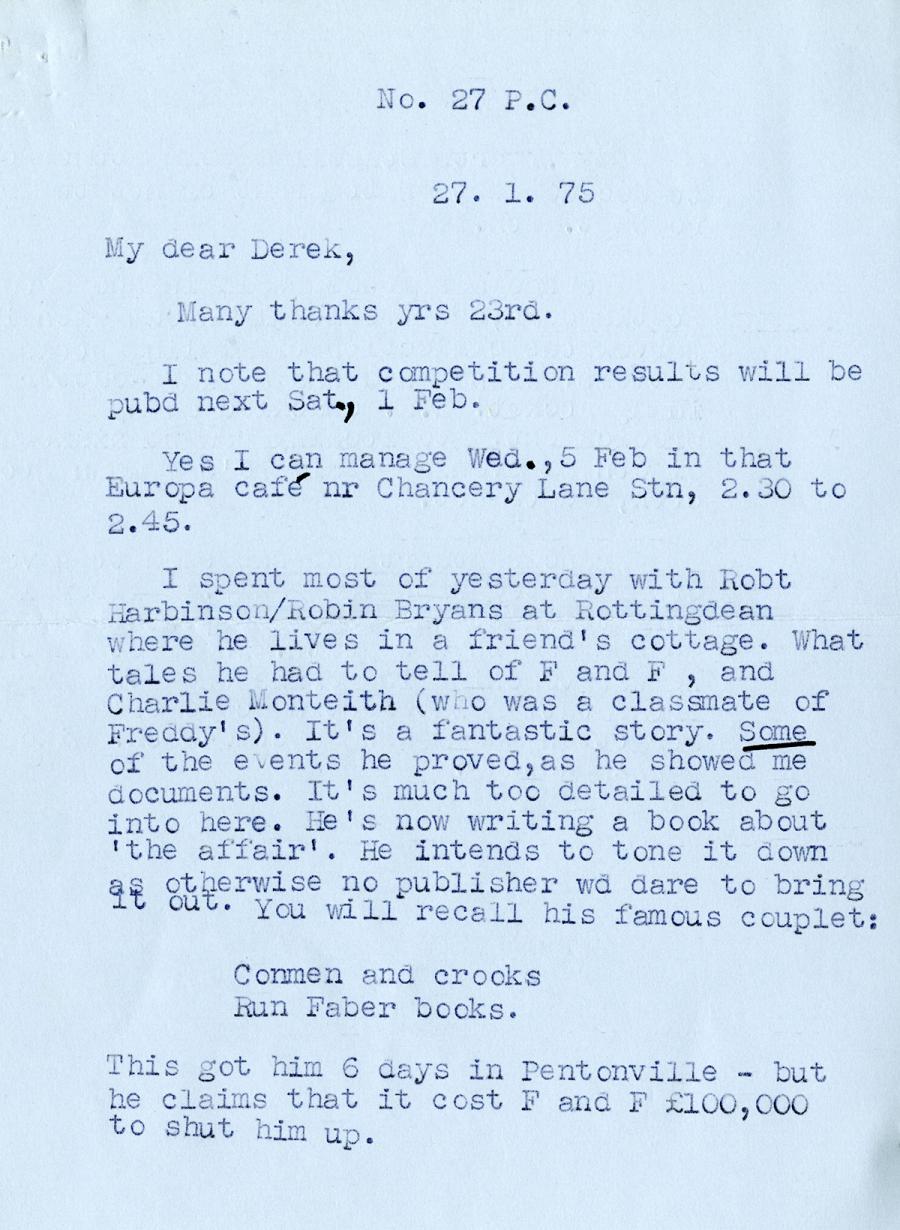 No. 27 P.C.
27. 1. 75
My dear Derek,
Many thanks yrs 23rd.
I note that competition results will be
pubd next Sat., 1 Feb.
Yes I can manage Wed.,5 Feb in that
Europa café nr Chancery Lane Stn, 2.30 to
2.45.
I spent most of yesterday with Robt
Harbinson/Robin Bryans at Rottingdean
where he lives in a friend's cottage. What
tales he had to tell of F and F , and
Charlie Monteith (who was a classmate of
Freddy's). It's a fantastic story. Some
of the events he proved,as he showed me
documents. It's much too detailed to go
into here. He's now writing a book about
'the affair'. He intends to tone it down
as otherwise no publisher wd dare to bring
it out. You will recall his famous couplet:
Conmen and crooks
Run Faber books.
This got him 6 days in Pentonville - but
he claims that it cost F and F £100,000
to shut him up.